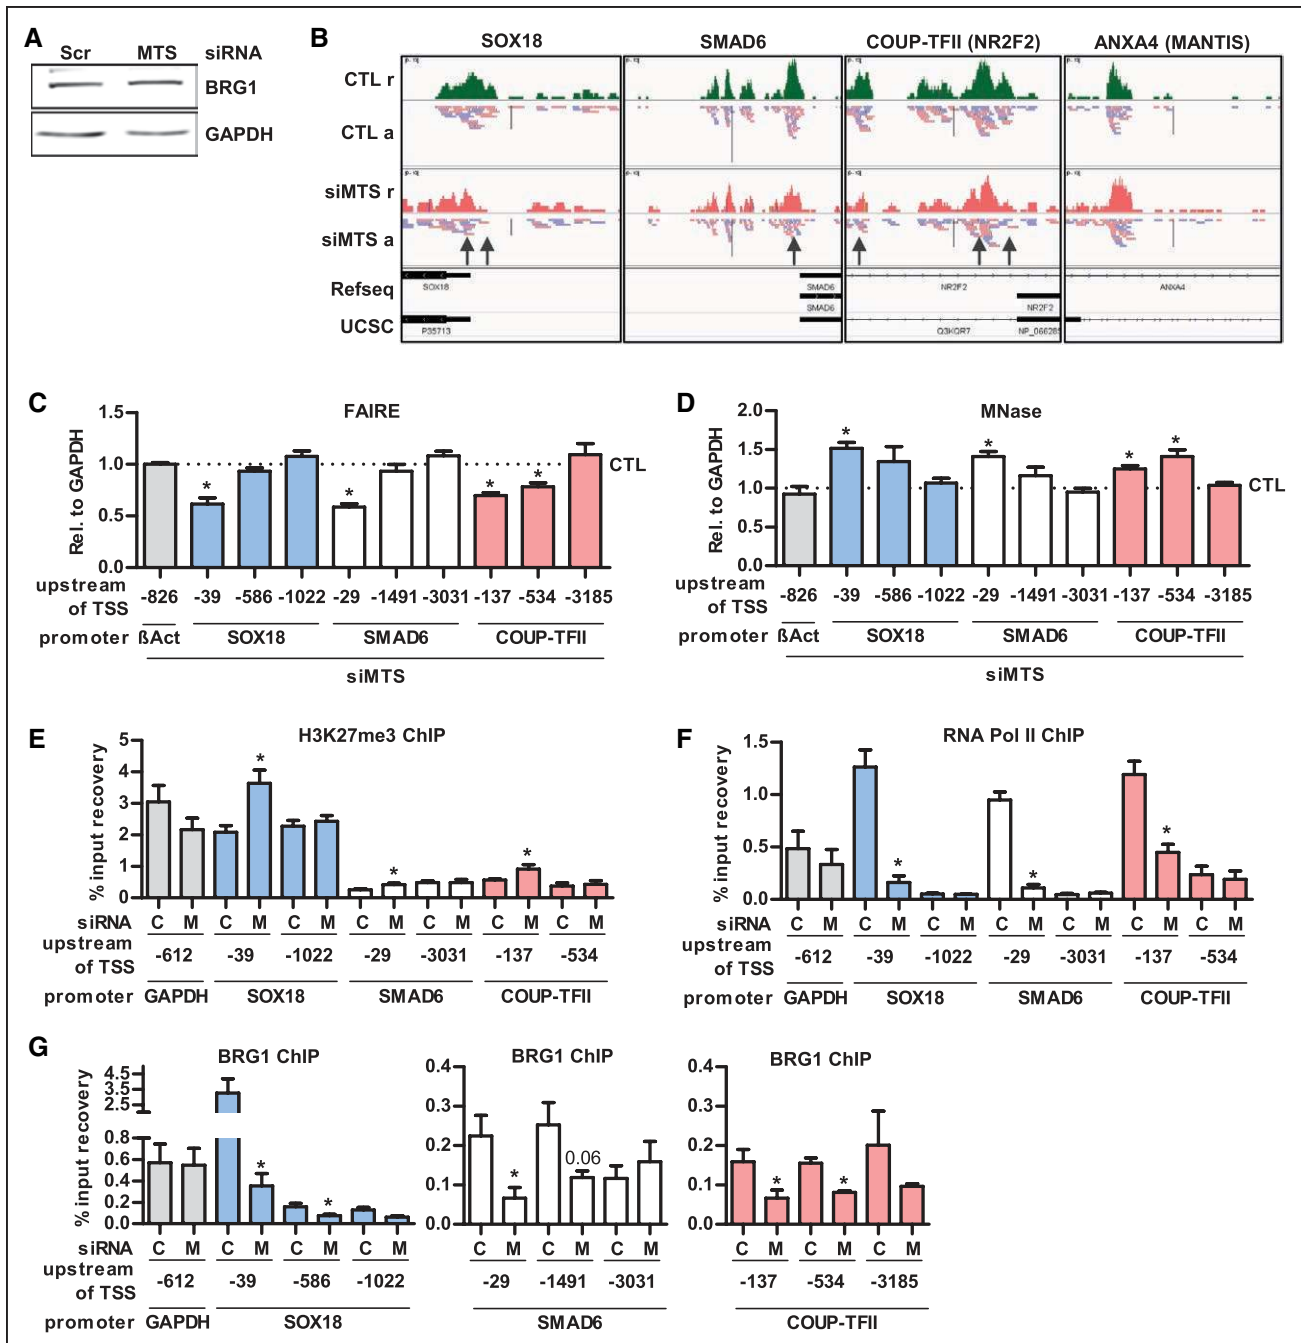 A
Scr MTS siRNA
BRG1
GAPDH
B
SOX18 SMAD6 COUP-TFII (NR2F2) ANXA4 (MANTIS)
CTL r
CTL a
siMTS r
siMTS a
Refseq
SOX18 SMAD6 NR2F2 ANXA4
SMAD6 NR2F2
UCSC
P35713 Q3KQR7 NP_066285
C
FAIRE
Rel. to GAPDH
1.5
1.0
0.5
0.0
* * * *
CTL
upstream of TSS
-826 -39 -586 -1022 -29 -1491 -3031 -137 -534 -3185
promoter ßAct SOX18 SMAD6 COUP-TFII
siMTS
D
MNase
Rel. to GAPDH
2.0
1.5
1.0
0.5
0.0
* * * *
CTL
upstream of TSS
-826 -39 -586 -1022 -29 -1491 -3031 -137 -534 -3185
promoter ßAct SOX18 SMAD6 COUP-TFII
siMTS
E
H3K27me3 ChIP
% input recovery
5
4
3
2
1
0
* * *
siRNA C M C M C M C M C M C M C M
upstream of TSS
-612 -39 -1022 -29 -3031 -137 -534
promoter GAPDH SOX18 SMAD6 COUP-TFII
F
RNA Pol II ChIP
% input recovery
1.5
1.0
0.5
0.0
* * *
siRNA C M C M C M C M C M C M C M
upstream of TSS
-612 -39 -1022 -29 -3031 -137 -534
promoter GAPDH SOX18 SMAD6 COUP-TFII
G
BRG1 ChIP
% input recovery
4.5
3.5
2.5
0.8
0.6
0.4
0.2
0.0
* *
siRNA C M C M C M C M
upstream of TSS
-612 -39 -586 -1022
promoter GAPDH SOX18
BRG1 ChIP
0.4
0.3
0.2
0.1
0.0
* 0.06
C M C M C M
-29 -1491 -3031
SMAD6
BRG1 ChIP
0.4
0.3
0.2
0.1
0.0
* *
C M C M C M
-137 -534 -3185
COUP-TFII